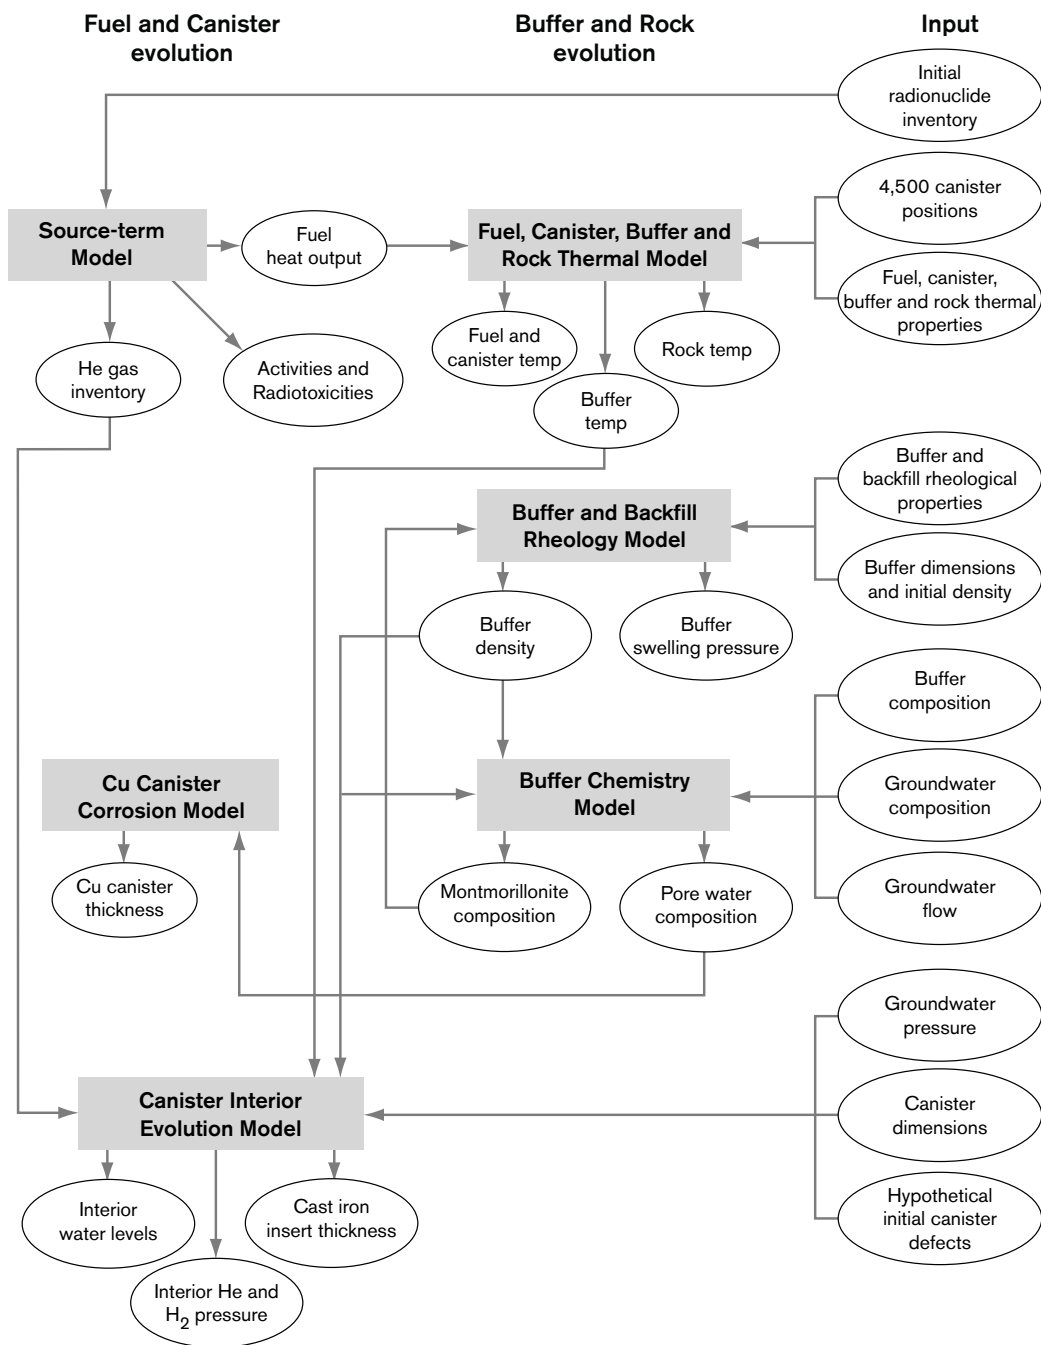 Fuel and Canister
evolution
Buffer and Rock
evolution
Input
Initial
radionuclide
inventory
4,500 canister
positions
Source-term
Model
Fuel
heat output
Fuel, Canister, Buffer and
Rock Thermal Model
Fuel, canister,
buffer and rock thermal
properties
He gas
inventory
Activities and
Radiotoxicities
Fuel and
canister temp
Rock temp
Buffer
temp
Buffer and
backfill rheological
properties
Buffer and Backfill
Rheology Model
Buffer dimensions
and initial density
Buffer
density
Buffer
swelling pressure
Buffer
composition
Cu Canister
Corrosion Model
Buffer Chemistry
Model
Groundwater
composition
Cu canister
thickness
Montmorillonite
composition
Pore water
composition
Groundwater
flow
Groundwater
pressure
Canister Interior
Evolution Model
Canister
dimensions
Interior
water levels
Cast iron
insert thickness
Hypothetical
initial canister
defects
Interior He and
H2 pressure